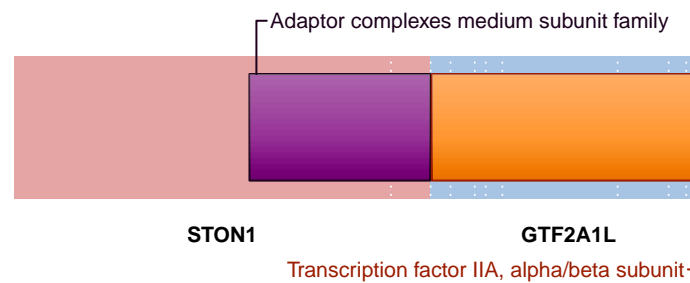 Adaptor complexes medium subunit family
STON1 GTF2A1L
Transcription factor IIA, alpha/beta subunit